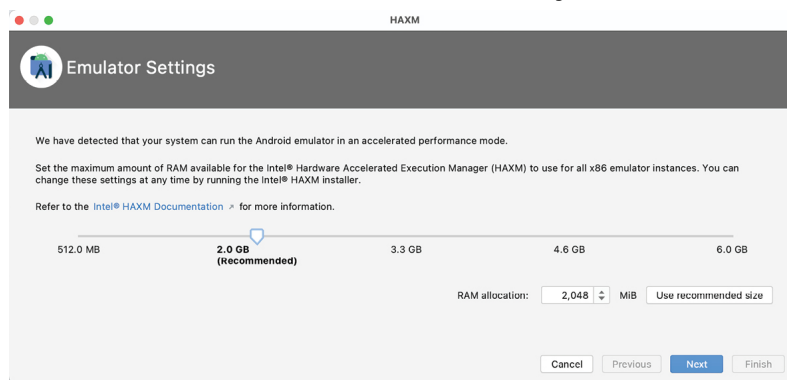 HAXM
Emulator Settings
We have detected that your system can run the Android emulator in an accelerated performance mode.
Set the maximum amount of RAM available for the Intel® Hardware Accelerated Execution Manager (HAXM) to use for all x86 emulator instances. You can
change these settings at any time by running the Intel® HAXM installer.
Refer to the Intel® HAXM Documentation ↗ for more information.
512.0 MB 2.0 GB 3.3 GB 4.6 GB 6.0 GB
(Recommended)
RAM allocation: 2,048 MiB Use recommended size
Cancel Previous Next Finish